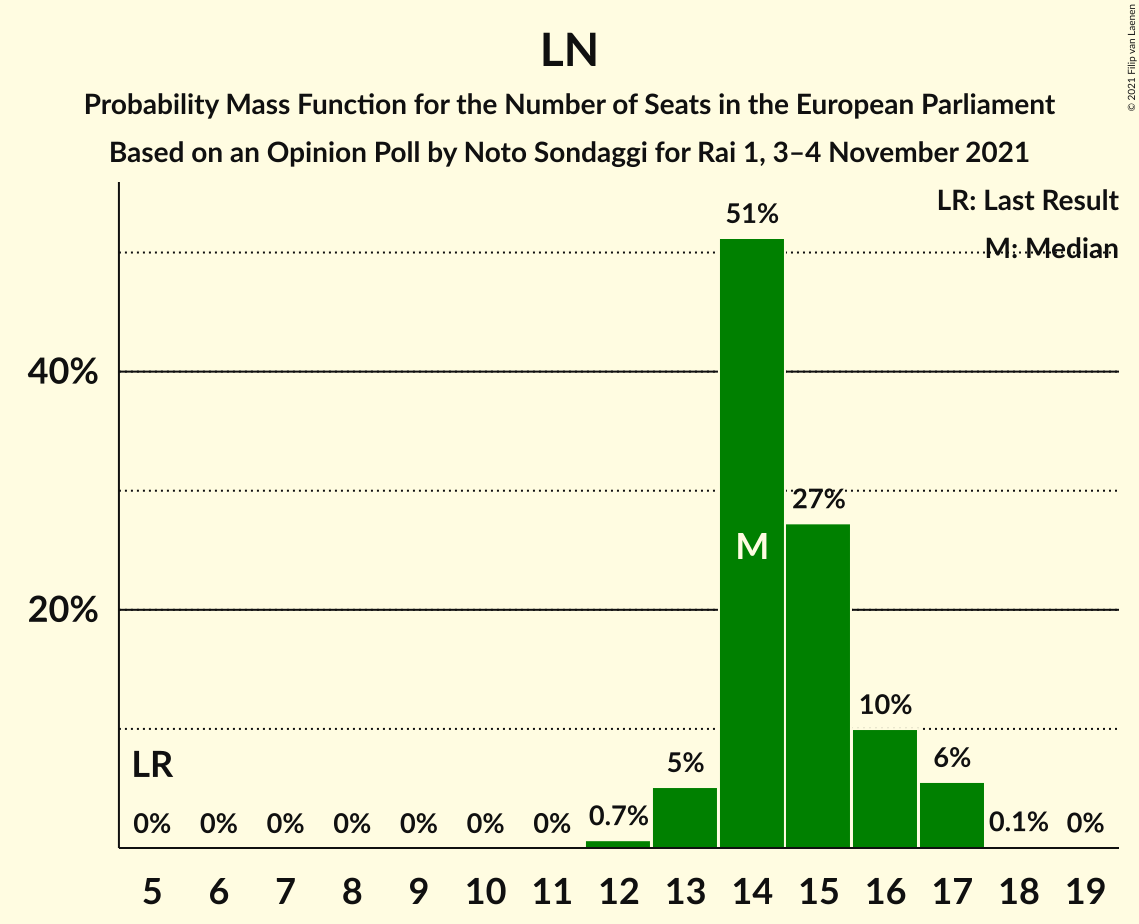 LN
Probability Mass Function for the Number of Seats in the European Parliament
Based on an Opinion Poll by Noto Sondaggi for Rai 1, 3–4 November 2021
© 2021 Filip van Laenen
LR: Last Result
M: Median
51%
40%
27%
M
20%
10%
LR
5%
6%
0% 0% 0% 0% 0% 0% 0% 0.7% 0.1% 0%
5 6 7 8 9 10 11 12 13 14 15 16 17 18 19